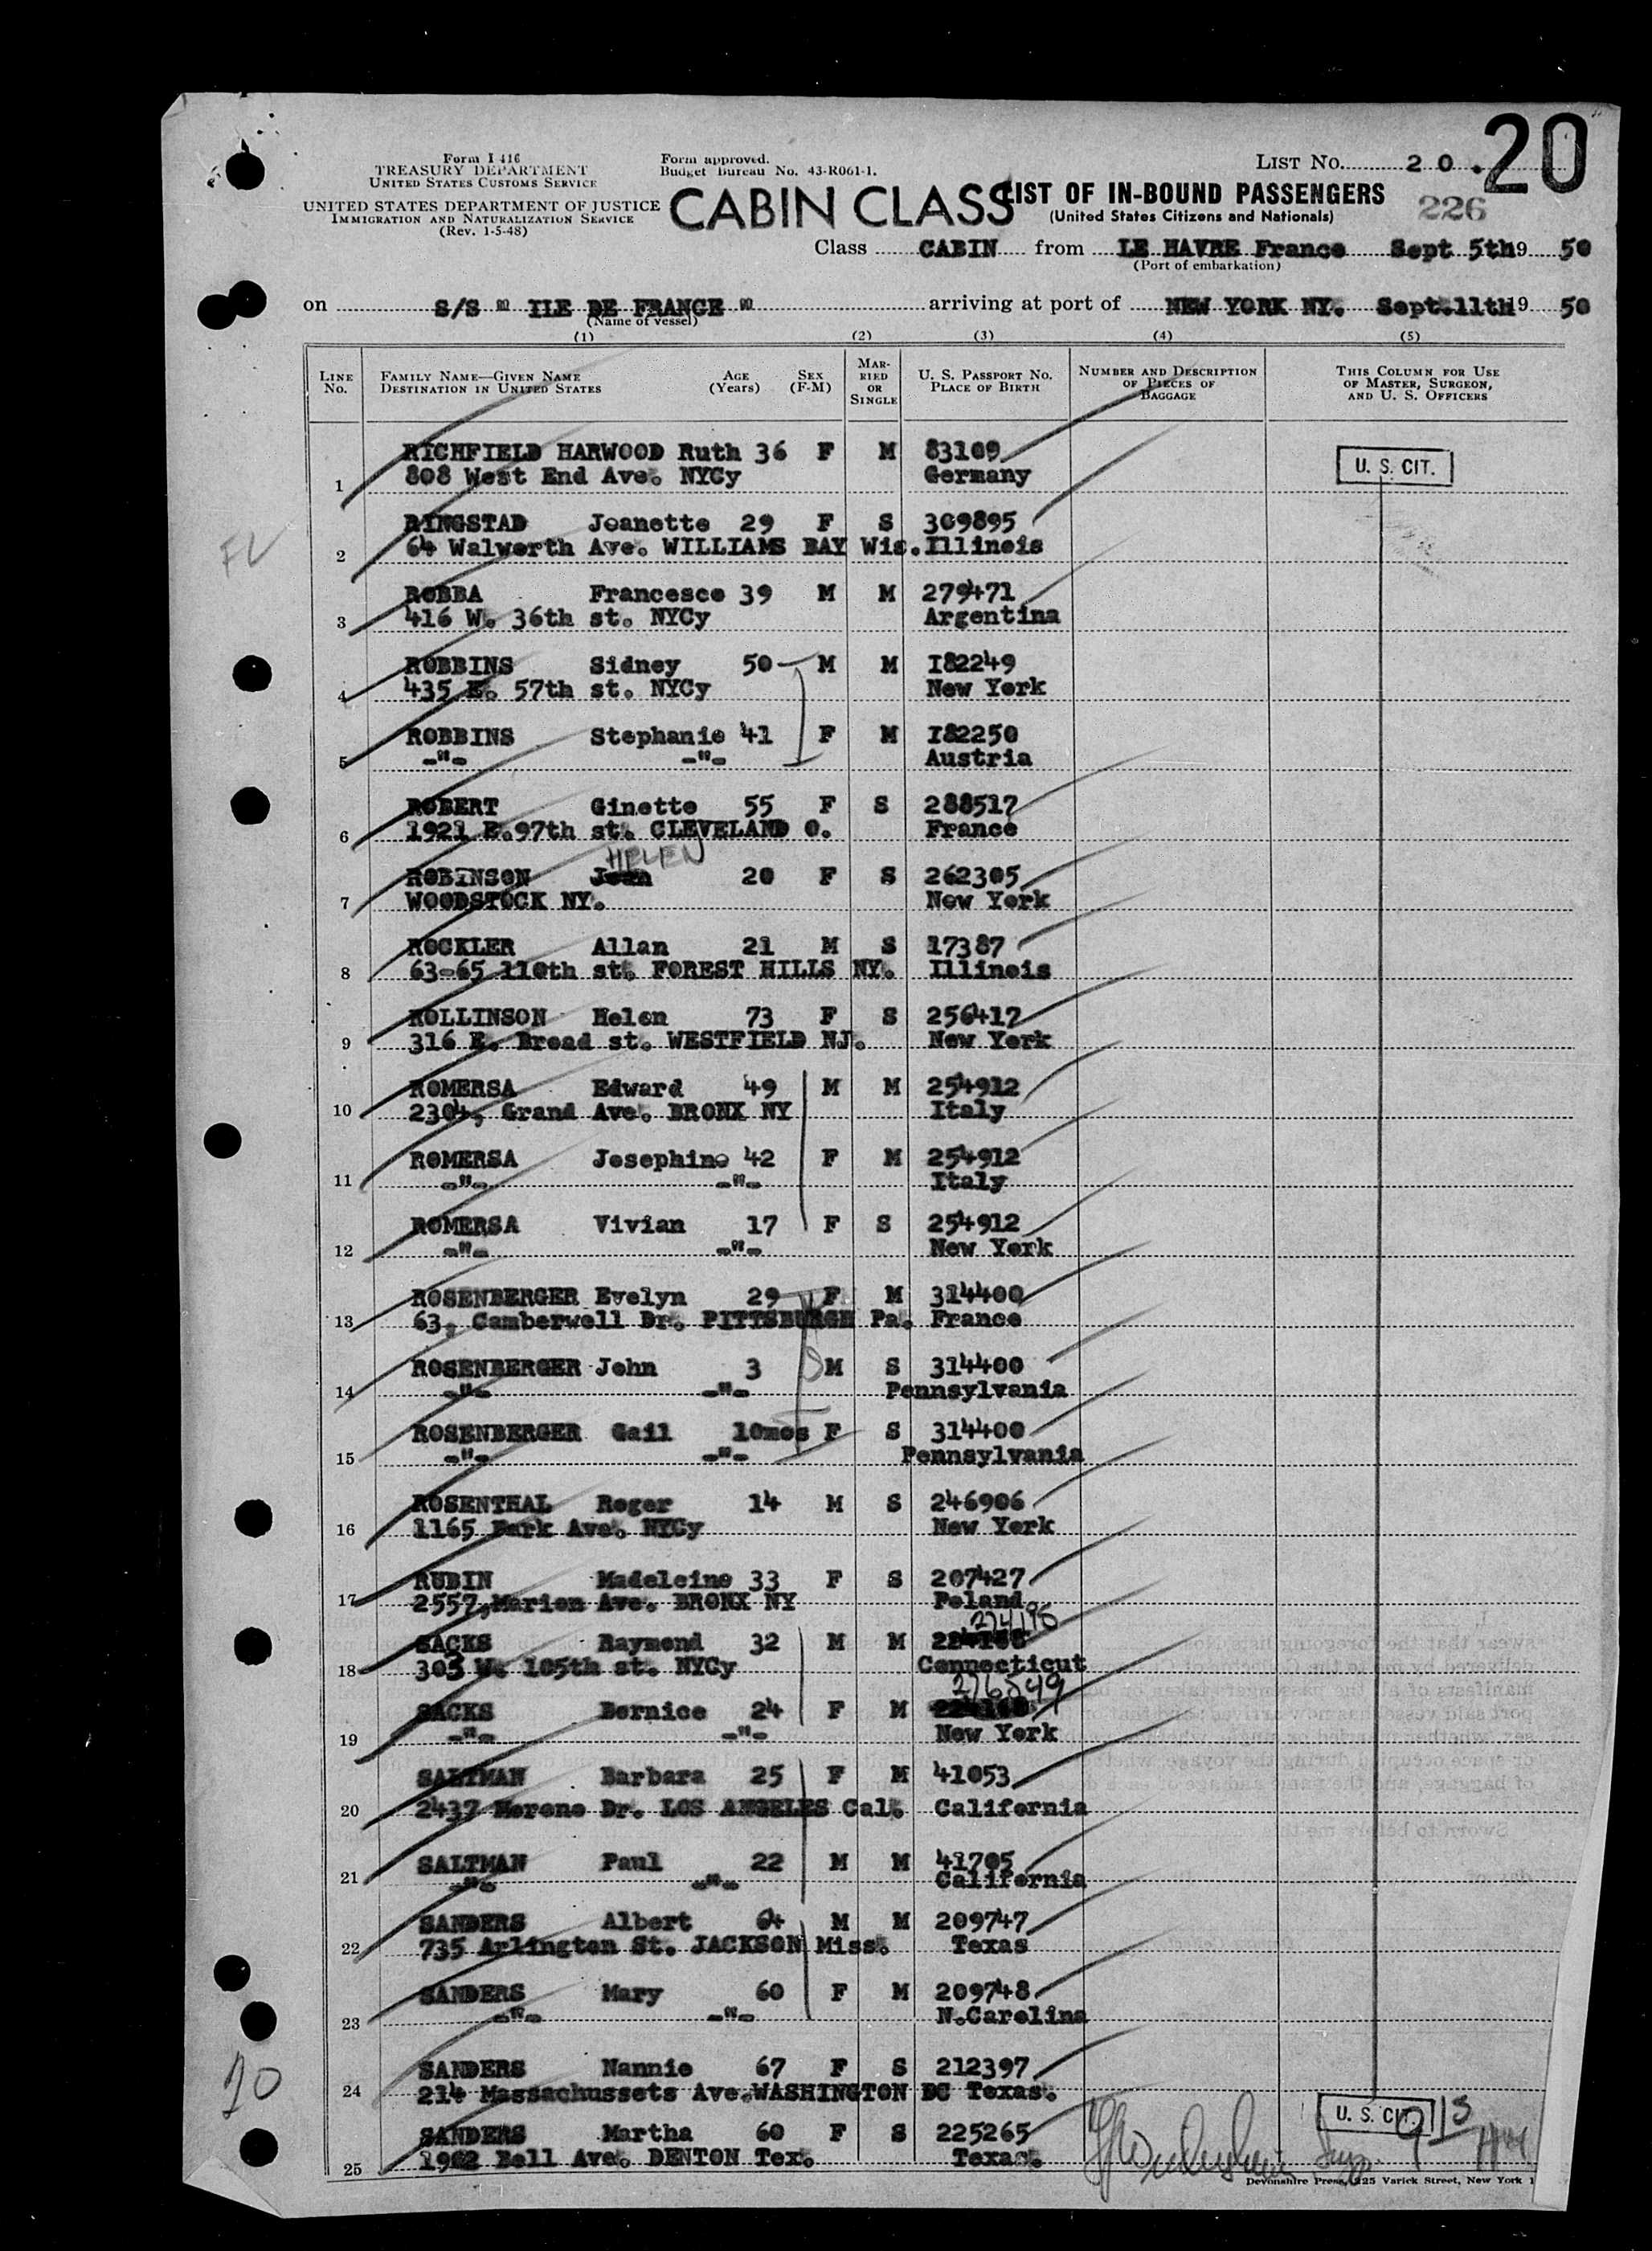 Form I 416
TREASURY DEPARTMENT
UNITED STATES CUSTOMS SERVICE
UNITED STATES DEPARTMENT OF JUSTICE
IMMIGRATION AND NATURALIZATION SERVICE
(Rev. 1-5-48)
Form approved.
Budget Bureau No. 43-R061-1.
LIST NO. 20. 20
CABIN CLASS
LIST OF IN-BOUND PASSENGERS
(United States Citizens and Nationals)
226
Class CABIN from LE HAVRE France Sept 5th 19 50
(Port of embarkation)
on S/S " ILE DE FRANCE " arriving at port of NEW YORK NY. Sept.11th 19 50
(Name of vessel)
(1) (2) (3) (4) (5)
LINE NO. FAMILY NAME—GIVEN NAME DESTINATION IN UNITED STATES AGE (Years) SEX (F-M) MARRIED OR SINGLE U. S. PASSPORT NO. PLACE OF BIRTH NUMBER AND DESCRIPTION OF PIECES OF BAGGAGE THIS COLUMN FOR USE OF MASTER, SURGEON, AND U. S. OFFICERS
RICHFIELD HARWOOD Ruth 36 F M 83109
U. S. CIT.
1 808 West End Ave. NYCy Germany
RINGSTAD Jeanette 29 F S 309895
FV
2 64 Walworth Ave. WILLIAMS BAY Wis. Illinois
ROBBA Francesco 39 M M 279471
3 416 W. 36th st. NYCy Argentina
ROBBINS Sidney 50 M M I82249
4 435 E. 57th st. NYCy New York
ROBBINS Stephanie 41 F M I82250
5 -"- -"- Austria
ROBERT Ginette 55 F S 288517
6 1921 E.97th st. CLEVELAND O. France
HELEN
ROBINSON Jean 20 F S 262305
7 WOODSTOCK NY. New York
ROCKLER Allan 21 M S 17387
8 63-65 110th st. FOREST HILLS NY. Illinois
ROLLINSON Helen 73 F S 256417
9 316 E. Broad st. WESTFIELD NJ. New York
ROMERSA Edward 49 M M 254912
10 2304, Grand Ave. BRONX NY Italy
ROMERSA Josephine 42 F M 254912
11 -"- -"- Italy
ROMERSA Vivian 17 F S 254912
12 -"- -"- New York
ROSENBERGER Evelyn 29 F M 314400
13 63, Camberwell Dr. PITTSBURGH Pa. France
ROSENBERGER John 3 M S 314400
14 -"- -"- Pennsylvania
ROSENBERGER Gail 10mos F S 314400
15 -"- -"- Pennsylvania
ROSENTHAL Roger 14 M S 246906
16 1165 Park Ave. NYCy New York
RUBIN Madeleine 33 F S 207427
17 2557, Marion Ave. BRONX NY Poland.
SACKS Raymond 32 M M
18 303 W. 105th st. NYCy Connecticut
276549
SACKS Bernice 24 F M
19 -"- -"- New York
SALTMAN Barbara 25 F M 41053
20 2437 Moreno Dr. LOS ANGELES Cal. California
SALTMAN Paul 22 M M 41705
21 -"- -"- California
SANDERS Albert 64 M M 209747
22 735 Arlington St. JACKSON Miss. Texas
SANDERS Mary 60 F M 209748
23 -"- -"- N.Carolina
SANDERS Nannie 67 F S 212397
24 214 Massachussets Ave.WASHINGTON DC Texas.
20
SANDERS Martha 60 F S 225265
U. S. CIT.
25 1902 Bell Ave. DENTON Tex. Texas.
Devonshire Press, 225 Varick Street, New York 1